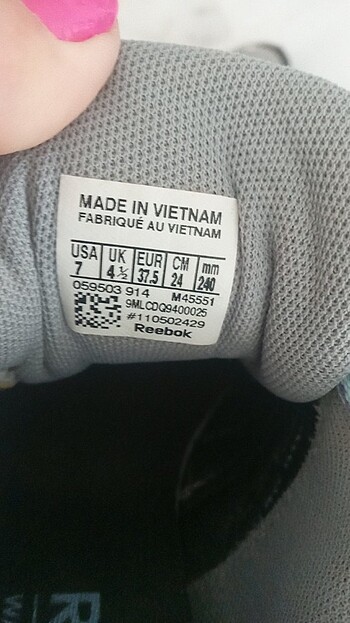 MADE IN VIETNAM
FABRIQUÉ AU VIETNAM
USA UK EUR CM mm
7 4½ 37.5 24 240
059503 914 M45551
9MLCDQ9400025
#110502429
Reebok
R
W